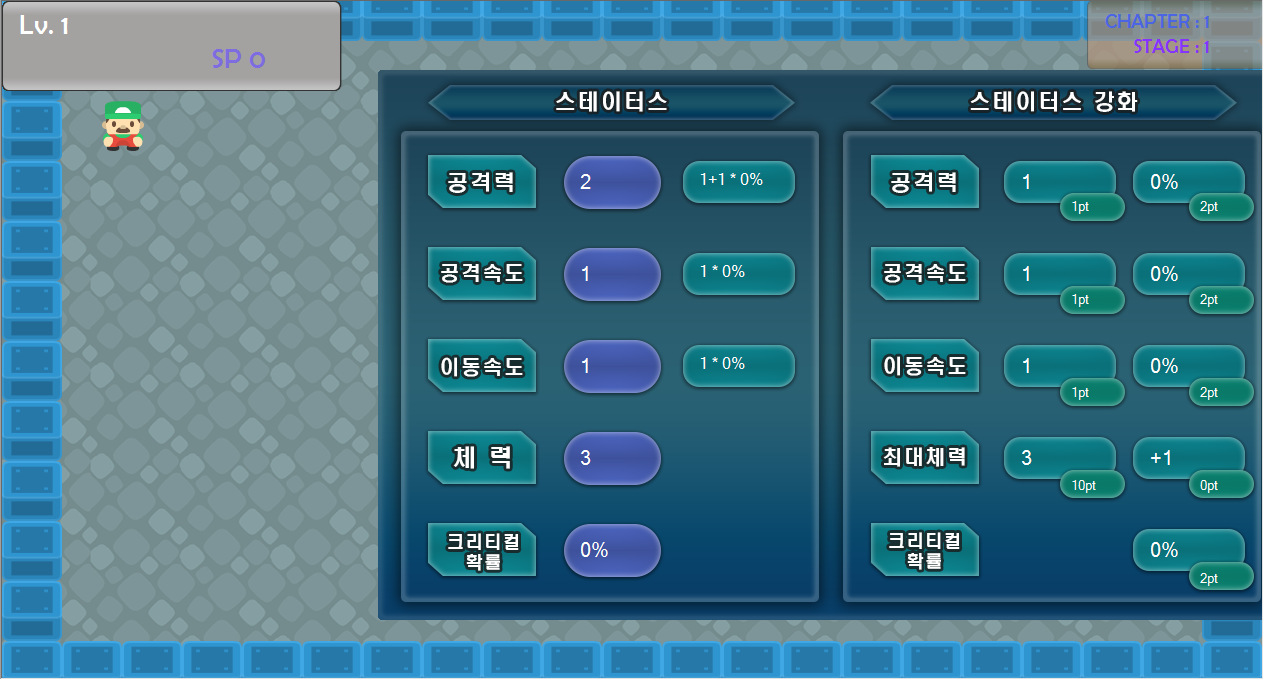 Lv. 1
SP 0
CHAPTER : 1
STAGE : 1
스테이터스
공격력
2
1+1 * 0%
공격속도
1
1 * 0%
이동속도
1
1 * 0%
체 력
3
크리티컬
확률
0%
스테이터스 강화
공격력
1
1pt
0%
2pt
공격속도
1
1pt
0%
2pt
이동속도
1
1pt
0%
2pt
최대체력
3
10pt
+1
0pt
크리티컬
확률
0%
2pt